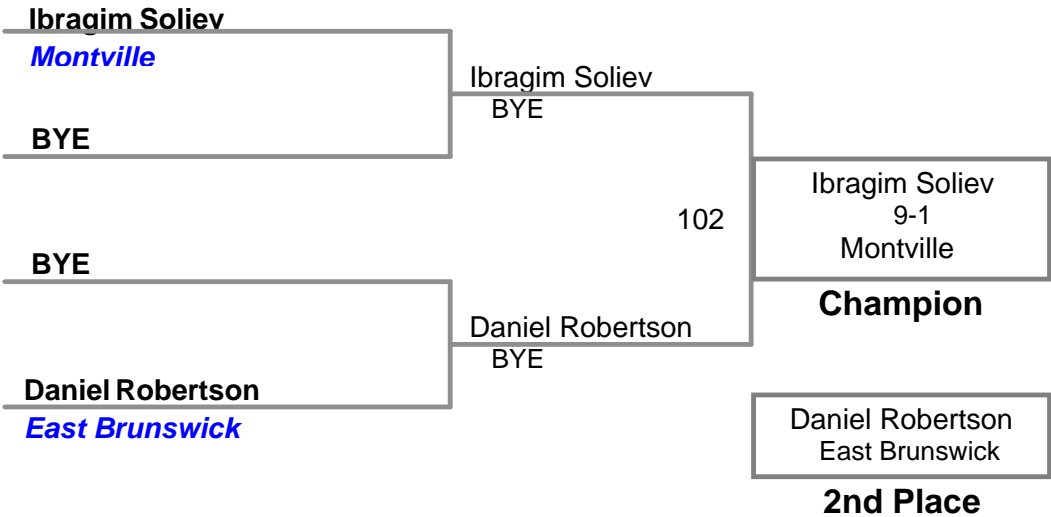 Ibragim Soliev
Montville
Ibragim Soliev
BYE
BYE
Ibragim Soliev
9-1
102
Montville
BYE
Champion
Daniel Robertson
BYE
Daniel Robertson
East Brunswick
Daniel Robertson
East Brunswick
2nd Place